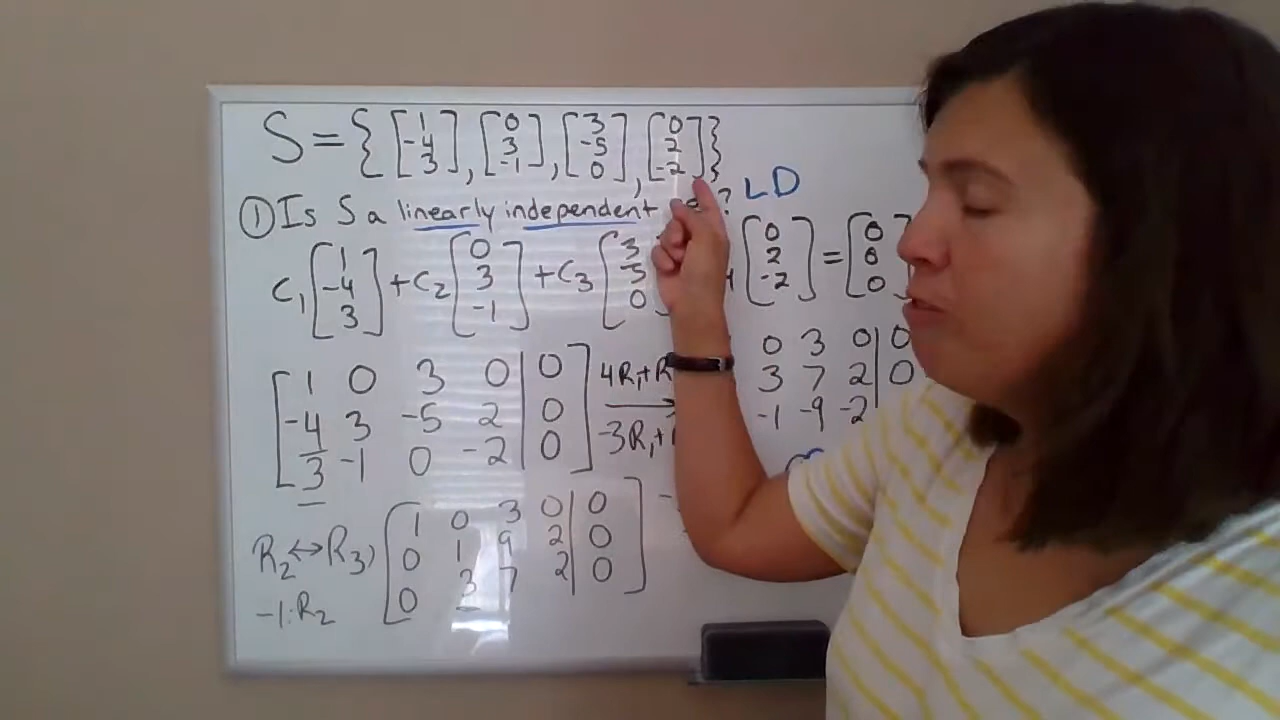 S = { [1 -4 3], [0 3 -1], [3 -5 0], [0 2 -2] }
① Is S a linearly independent ? LD
C₁ [1 -4 3] + C₂ [0 3 -1] + C₃ [3 -5 0] [0 2 -2] = [0 0 0]
[ 1 0 3 0 | 0 ] 4R₁+R
-4 3 -5 2 | 0
3 -1 0 -2 | 0 -3R₁+
0 3 0 | 0
3 7 2 | 0
-1 -9 -2
R₂↔R₃) [ 1 0 3 0 | 0 ]
-1·R₂ 0 1 9 2 | 0
0 3 7 2 | 0